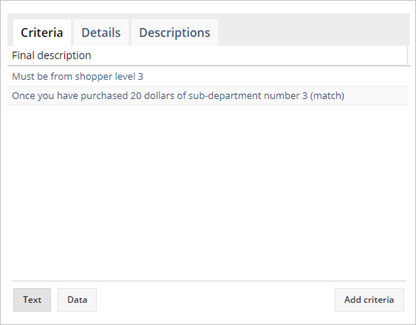 Criteria Details Descriptions
Final description
Must be from shopper level 3
Once you have purchased 20 dollars of sub-department number 3 (match)
Text Data Add criteria